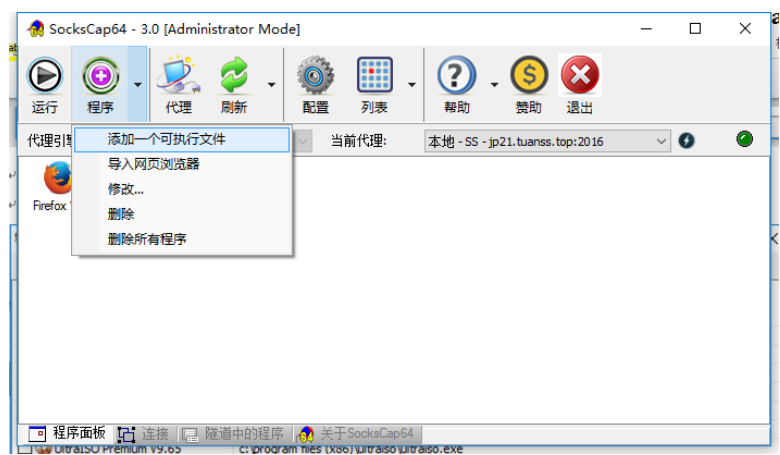 SocksCap64 - 3.0 [Administrator Mode]
运行 程序 代理 刷新 配置 列表 帮助 赞助 退出
代理引 当前代理: 本地 - SS - jp21.tuanss.top:2016
添加一个可执行文件
导入网页浏览器
修改...
删除
删除所有程序
Firefox
程序面板 连接 隧道中的程序 关于SocksCap64
UltraISO Premium V9.65 c:\program files (x86)\ultraiso\ultraiso.exe